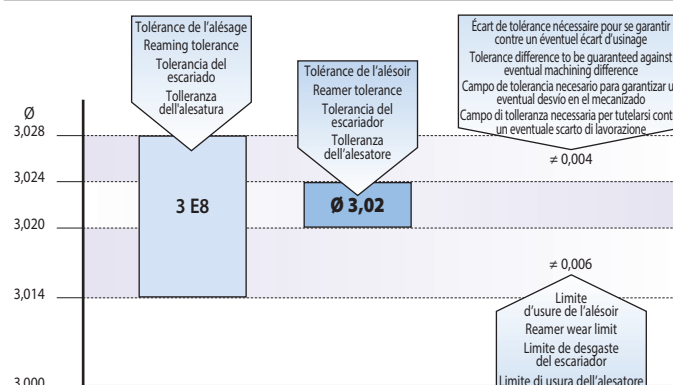 Tolérance de l'alésage
Reaming tolerance
Tolerancia del
escariado
Tolleranza
dell'alesatura
Tolérance de l'alésoir
Reamer tolerance
Tolerancia del
escariador
Tolleranza
dell'alesatore
Écart de tolérance nécessaire pour se garantir
contre un éventuel écart d'usinage
Tolerance difference to be guaranteed against
eventual machining difference
Campo de tolerancia necesario para garantizar
eventual desvío en el mecanizado
Campo di tolleranza necessaria per tutelarsi
un eventuale scarto di lavorazione
Ø
3,028
≠ 0,004
3,024
3 E8
Ø 3,02
3,020
≠ 0,006
3,014
Limite
d'usure de l'alésoir
Reamer wear limit
Limite de desgaste
del escariador
Limite di usura dell'alesatore
3,000